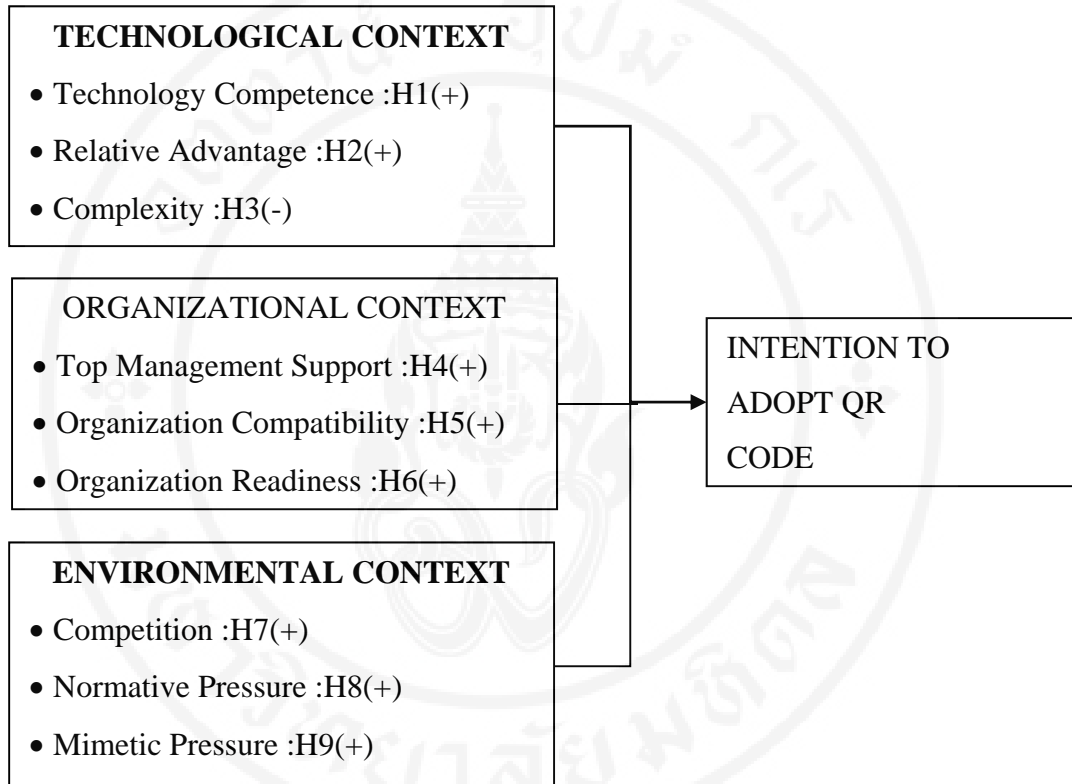 TECHNOLOGICAL CONTEXT
• Technology Competence :H1(+)
• Relative Advantage :H2(+)
• Complexity :H3(-)
ORGANIZATIONAL CONTEXT
• Top Management Support :H4(+)
• Organization Compatibility :H5(+)
• Organization Readiness :H6(+)
ENVIRONMENTAL CONTEXT
• Competition :H7(+)
• Normative Pressure :H8(+)
• Mimetic Pressure :H9(+)
INTENTION TO
ADOPT QR
CODE